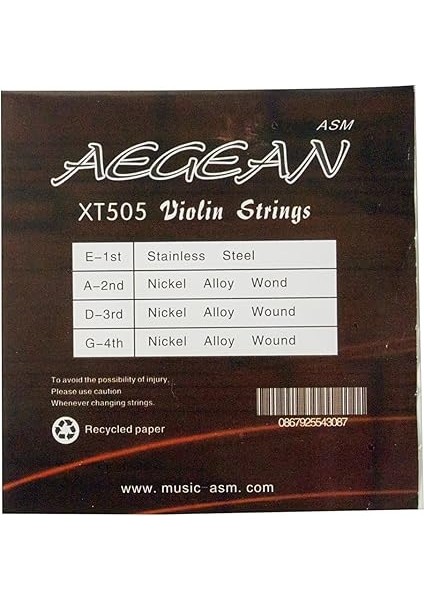 ASM
AEGEAN
XT505 Violin Strings
E-1st Stainless Steel
A-2nd Nickel Alloy Wond
D-3rd Nickel Alloy Wound
G-4th Nickel Alloy Wound
To avoid the possibility of injury,
Please use caution
Whenever changing strings.
Recycled paper
0867925543087
www.music-asm.com